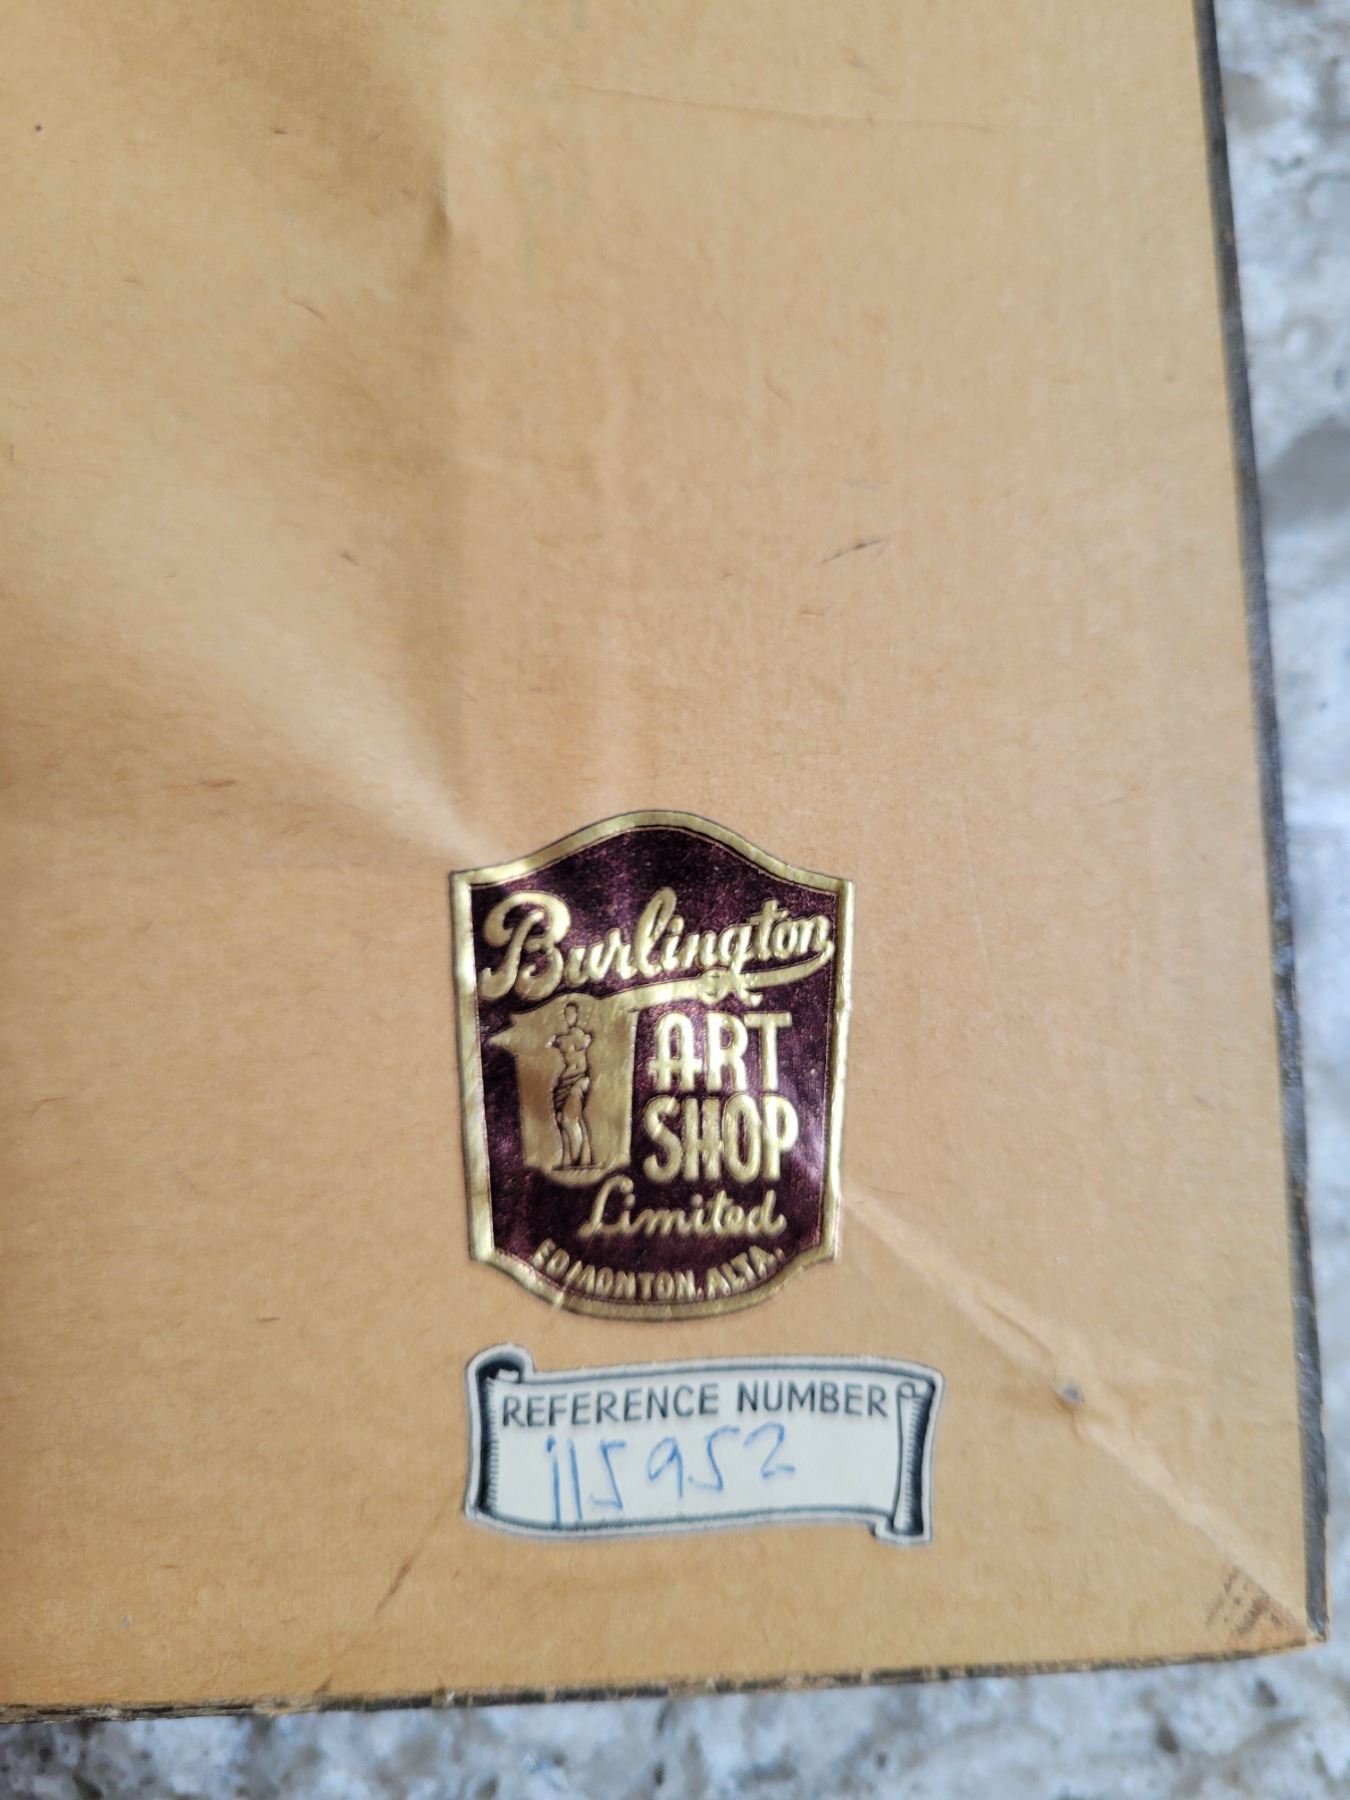 Burlington
ART
SHOP
Limited
EDMONTON, ALTA.
REFERENCE NUMBER
115952